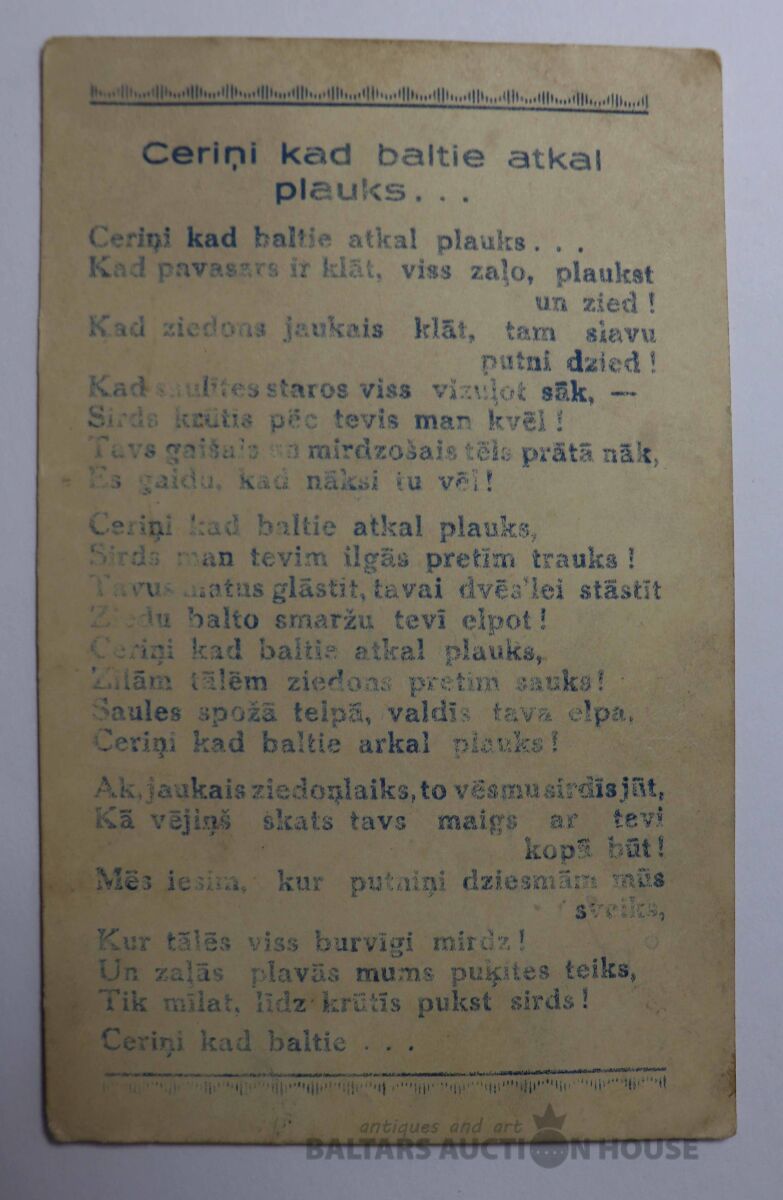 Ceriņi kad baltie atkal
plauks...
Ceriņi kad baltie atkal plauks...
Kad pavasars ir klāt, viss zaļo, plaukst
un zied!
Kad ziedons jaukais klāt, tam slavu
putni dzied!
Kad saulītes staros viss vizuļot sāk, —
Sirds krūtis pēc tevis man kvēl!
Tavs gaišais un mirdzošais tēls prātā nāk,
Es gaidu, kad nāksi tu vēl!
Ceriņi kad baltie atkal plauks,
Sirds man tevim ilgās pretīm trauks!
Tavus matus glāstīt, tavai dvēs'lei stāstīt
Ziedu balto smaržu tevī elpot!
Ceriņi kad baltie atkal plauks,
Zilām tālēm ziedons pretim sauks!
Saules spožā telpā, valdīs tava elpa,
Ceriņi kad baltie arkal plauks!
Ak, jaukais ziedoņlaiks, to vēsmu sirdīs jūt,
Kā vējiņš skats tavs maigs ar tevi
kopā būt!
Mēs iesim, kur putniņi dziesmām mūs
sveiks,
Kur tālēs viss burvīgi mirdz!
Un zaļās plavās mums puķites teiks,
Tik mīlat, līdz krūtīs pukst sirds!
Ceriņi kad baltie ...
antiques and art
BALTARS AUCTION HOUSE